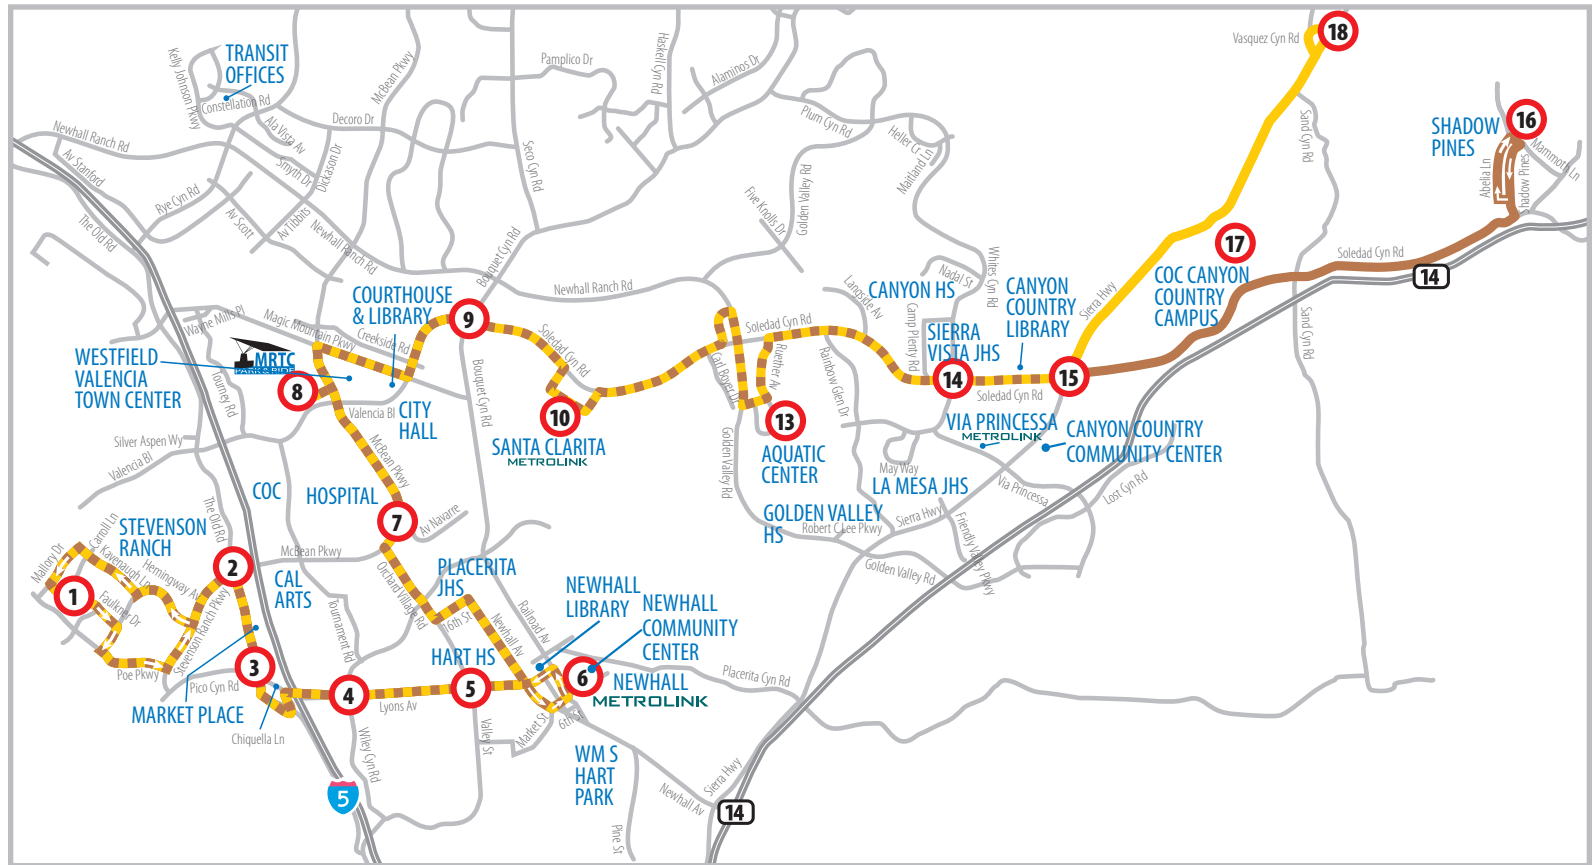 18
Vasquez Cyn Rd
Kelly Johnson Pkwy
TRANSIT
OFFICES
Constellation Rd
Ala Vista Av
McBean Pkwy
Pamplico Dr
Haskell Cyn Rd
Alaminos Dr
Plum Cyn Rd
Heller Cr
Maitland Ln
Sand Cyn Rd
SHADOW
PINES
16
Mammoth Ln
Abelia Ln
Shadow Pines
Newhall Ranch Rd
Av Stanford
Decoro Dr
Smyth Dr
Dickason Dr
Seco Cyn Rd
Rye Cyn Rd
The Old Rd
Av Scott
Av Tibbits
Newhall Ranch Rd
Bouquet Cyn Rd
Five Knolls Dr
Golden Valley Rd
Whites Cyn Rd
Nadal St
17
COC CANYON
COUNTRY
CAMPUS
Soledad Cyn Rd
14
Newhall Ranch Rd
Langside Av
CANYON HS
Camp Plenty Rd
CANYON
COUNTRY
LIBRARY
Sierra Hwy
Sand Cyn Rd
COURTHOUSE
& LIBRARY
9
Wayne Mills Pl
Magic Mountain Pkwy
Creekside Rd
Soledad Cyn Rd
Soledad Cyn Rd
SIERRA
VISTA JHS
14
15
Soledad Cyn Rd
WESTFIELD
VALENCIA
TOWN CENTER
MRTC
PARK & RIDE
8
Tourney Rd
Valencia Bl
CITY
HALL
Bouquet Cyn Rd
10
SANTA CLARITA
METROLINK
Carl Boyer Dr
Ruether Av
Rainbow Glen Dr
13
AQUATIC
CENTER
VIA PRINCESSA
METROLINK
CANYON COUNTRY
COMMUNITY CENTER
Silver Aspen Wy
Valencia Bl
McBean Pkwy
Golden Valley Rd
May Way
LA MESA JHS
Via Princessa
Lost Cyn Rd
The Old Rd
COC
HOSPITAL
7
Av Navarre
GOLDEN VALLEY
HS
Robert C Lee Pkwy
Sierra Hwy
Friendly Valley Pkwy
Golden Valley Rd
STEVENSON
RANCH
Carroll Ln
Mallory Dr
Kavenaugh Ln
Hemingway Av
1
Faulkner Dr
2
McBean Pkwy
CAL
ARTS
Orchard Village Rd
PLACERITA
JHS
16th St
Newhall Av
Railroad Av
NEWHALL
LIBRARY
NEWHALL
COMMUNITY
CENTER
Stevenson Ranch Pkwy
Tournament Rd
Poe Pkwy
3
Pico Cyn Rd
4
Lyons Av
HART HS
5
6
NEWHALL
METROLINK
Placerita Cyn Rd
MARKET PLACE
Chiquella Ln
Wiley Cyn Rd
Valley St
Market St
6th St
WM S
HART
PARK
Newhall Av
Pine St
Sierra Hwy
5
14